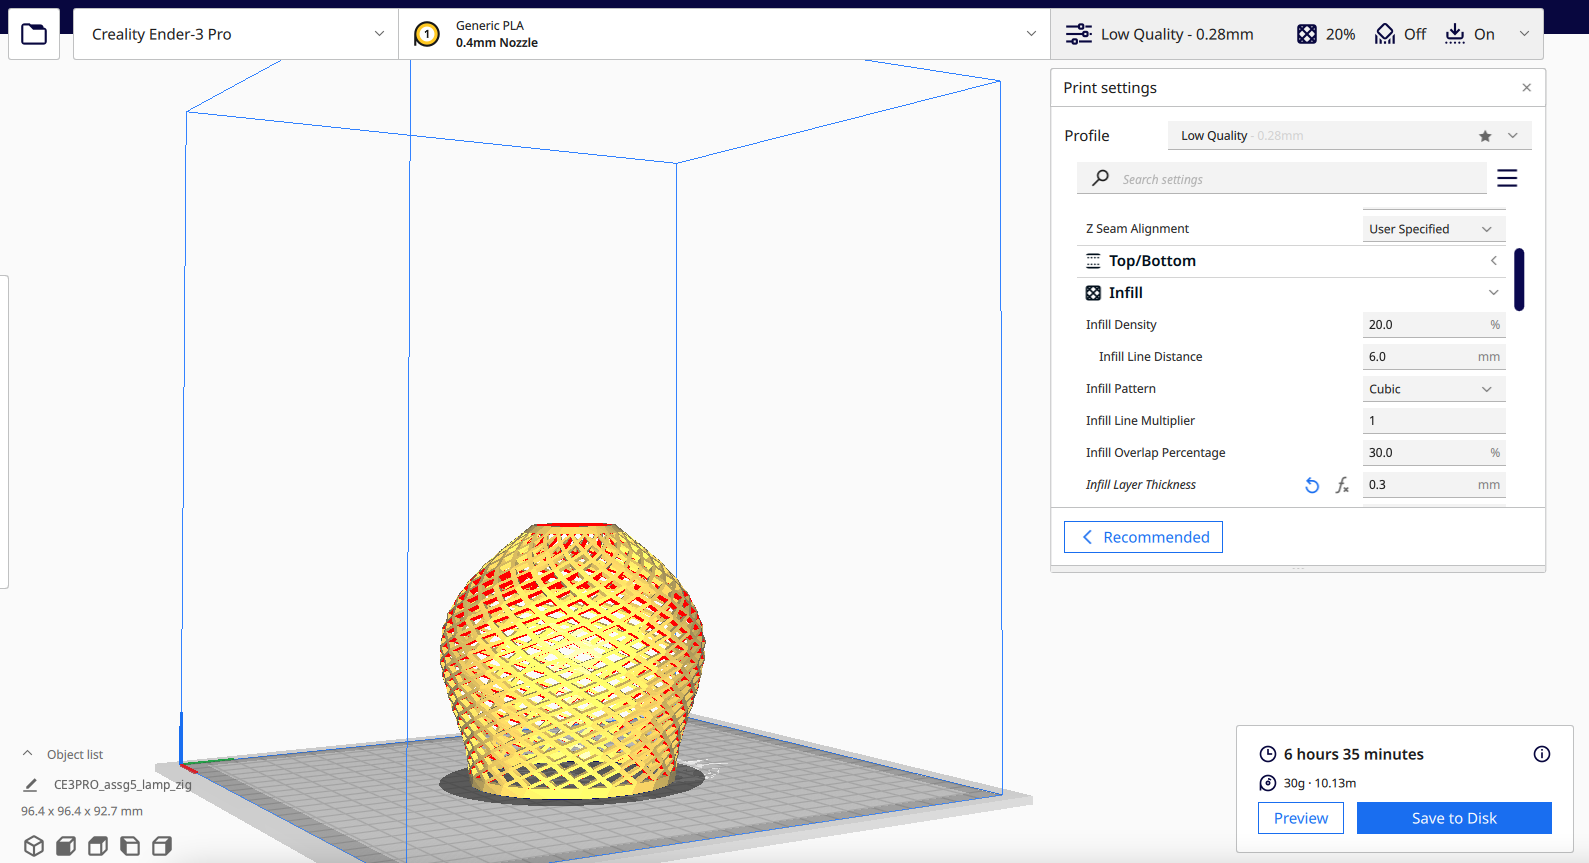 Creality Ender-3 Pro
1
Generic PLA
0.4mm Nozzle
Low Quality - 0.28mm
20%
Off
On
Print settings
Profile
Low Quality - 0.28mm
Search settings
Z Seam Alignment
User Specified
Top/Bottom
Infill
Infill Density
20.0 %
Infill Line Distance
6.0 mm
Infill Pattern
Cubic
Infill Line Multiplier
1
Infill Overlap Percentage
30.0 %
Infill Layer Thickness
0.3 mm
Recommended
Object list
CE3PRO_assg5_lamp_zig
96.4 x 96.4 x 92.7 mm
6 hours 35 minutes
30g · 10.13m
Preview
Save to Disk